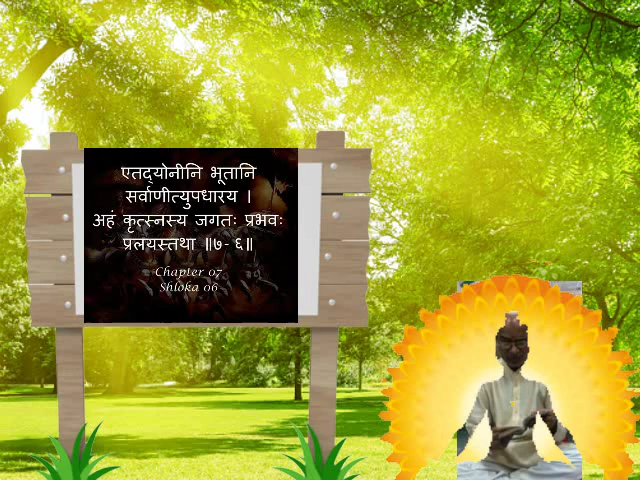 एतद्योनीनि भूतानि
सर्वाणीत्युपधारय ।
अहं कृत्स्नस्य जगतः प्रभवः
प्रलयस्तथा ॥७- ६॥
Chapter 07
Shloka 06